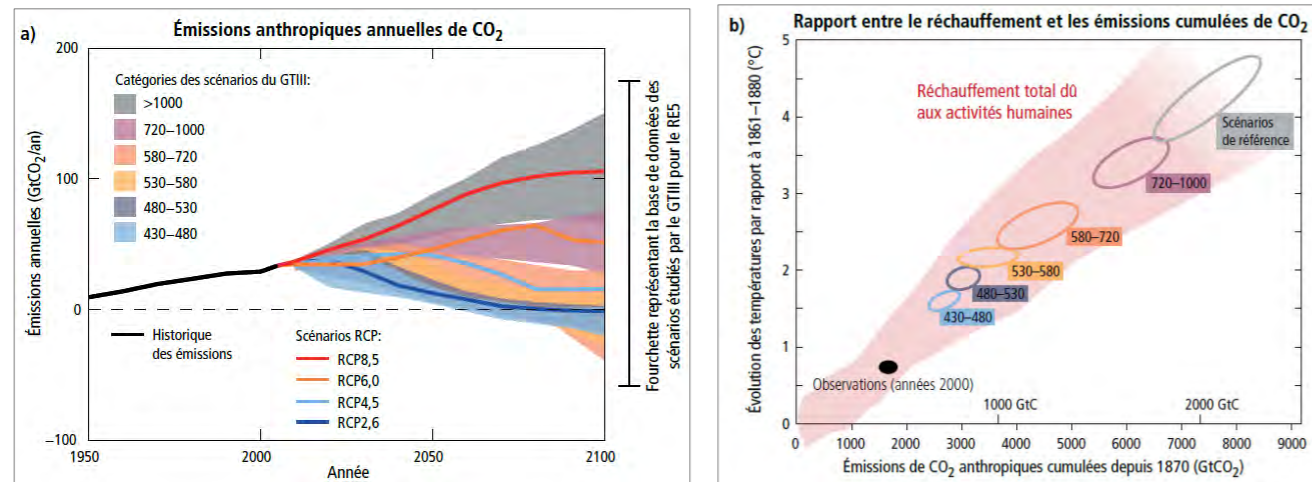 a)
Émissions anthropiques annuelles de CO2
200
100
0
−100
Émissions annuelles (GtCO2/an)
Catégories des scénarios du GTIII:
>1000
720–1000
580–720
530–580
480–530
430–480
Historique
des émissions
Scénarios RCP:
RCP8,5
RCP6,0
RCP4,5
RCP2,6
1950
2000
2050
2100
Année
Fourchette représentant la base de données des
scénarios étudiés par le GTIII pour le RE5
b)
Rapport entre le réchauffement et les émissions cumulées de CO2
5
4
3
2
1
0
Évolution des températures par rapport à 1861–1880 (°C)
Réchauffement total dû
aux activités humaines
Scénarios
de référence
720–1000
580–720
530–580
480–530
430–480
Observations (années 2000)
1000 GtC
2000 GtC
0
1000
2000
3000
4000
5000
6000
7000
8000
9000
Émissions de CO2 anthropiques cumulées depuis 1870 (GtCO2)